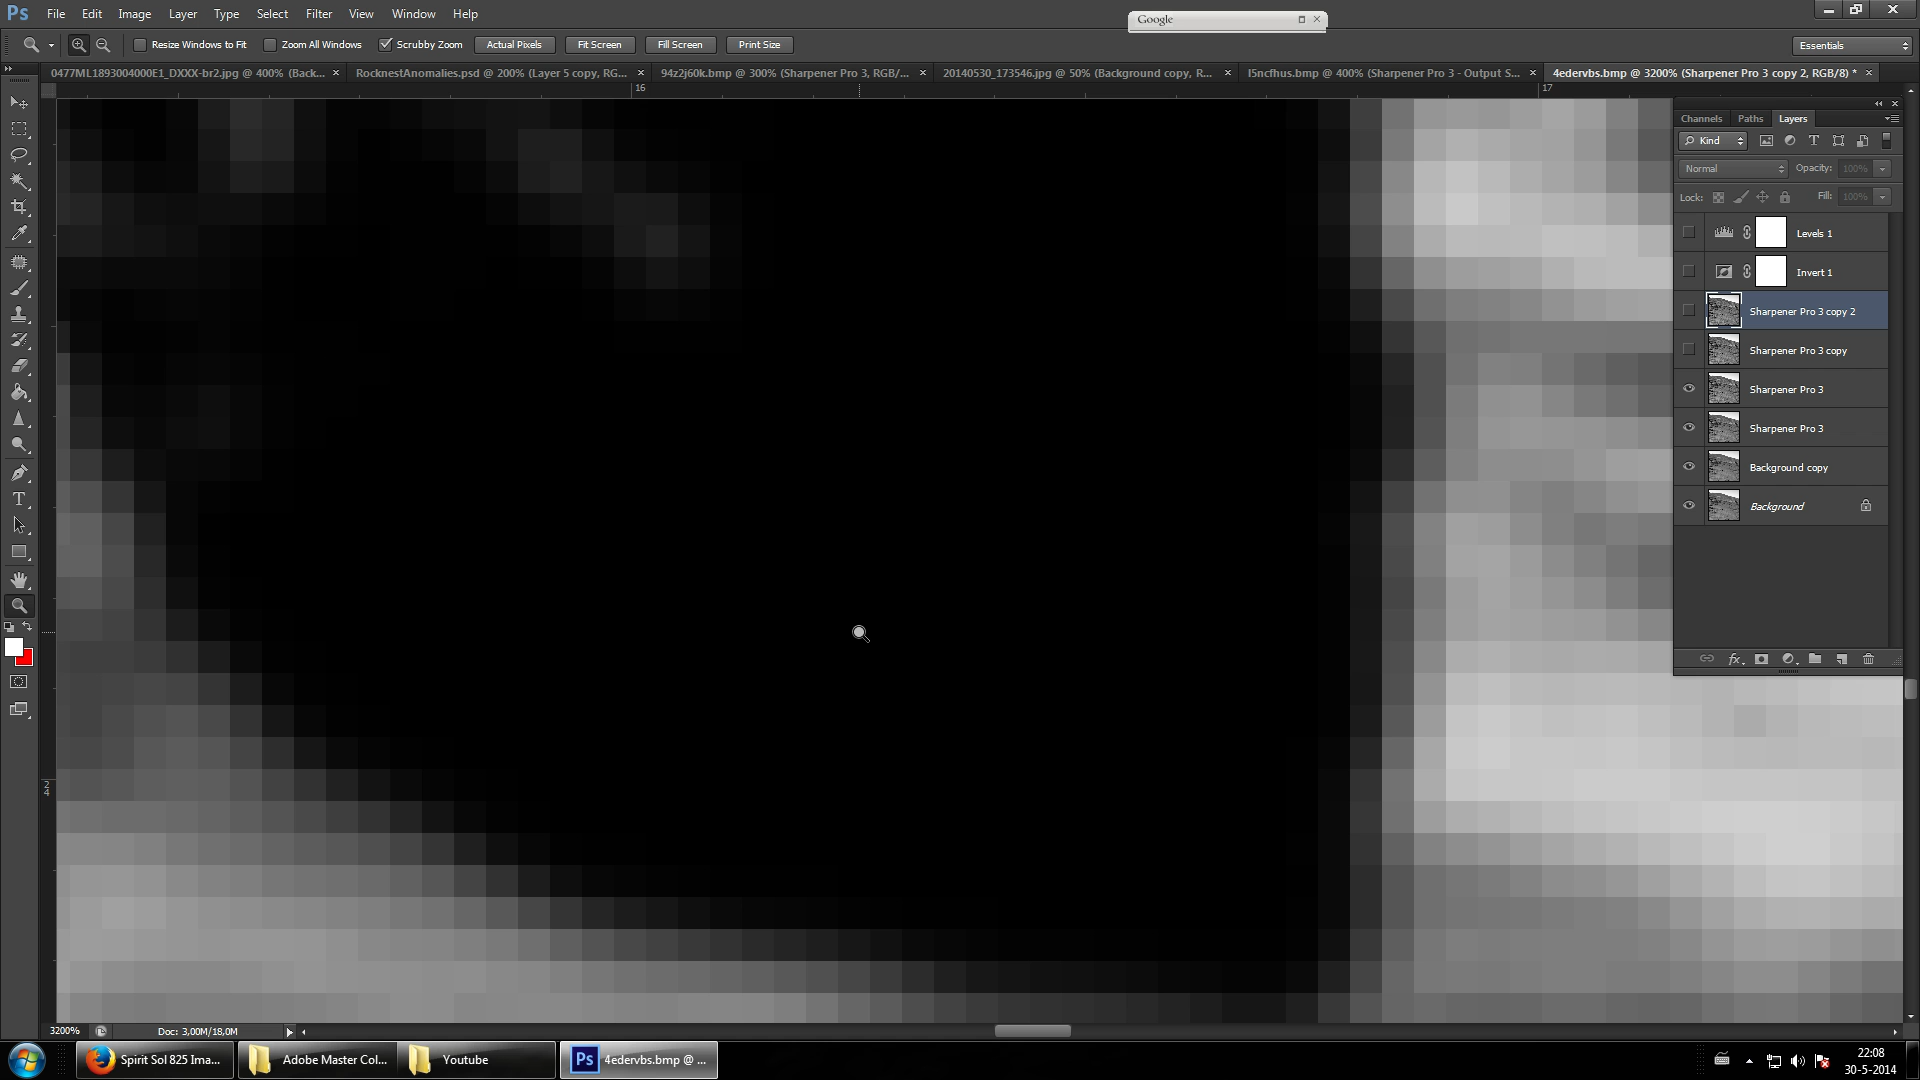 Ps File Edit Image Layer Type Select Filter View Window Help
Google
Resize Windows to Fit Zoom All Windows Scrubby Zoom Actual Pixels Fit Screen Fill Screen Print Size Essentials
0477ML1893004000E1_DXXX-br2.jpg @ 400% (Back... RocknestAnomalies.psd @ 200% (Layer 5 copy, RG... 94z2j60k.bmp @ 300% (Sharpener Pro 3, RGB/... 20140530_173546.jpg @ 50% (Background copy, R... l5ncfhus.bmp @ 400% (Sharpener Pro 3 - Output S... 4edervbs.bmp @ 3200% (Sharpener Pro 3 copy 2, RGB/8) *
16 17
Channels Paths Layers
Kind
Normal Opacity: 100%
Lock: Fill: 100%
Levels 1
Invert 1
Sharpener Pro 3 copy 2
Sharpener Pro 3 copy
Sharpener Pro 3
Sharpener Pro 3
Background copy
Background
fx
24
3200% Doc: 3,00M/18,0M
Spirit Sol 825 Ima... Adobe Master Col... Youtube Ps 4edervbs.bmp @ ... 22:08
30-5-2014